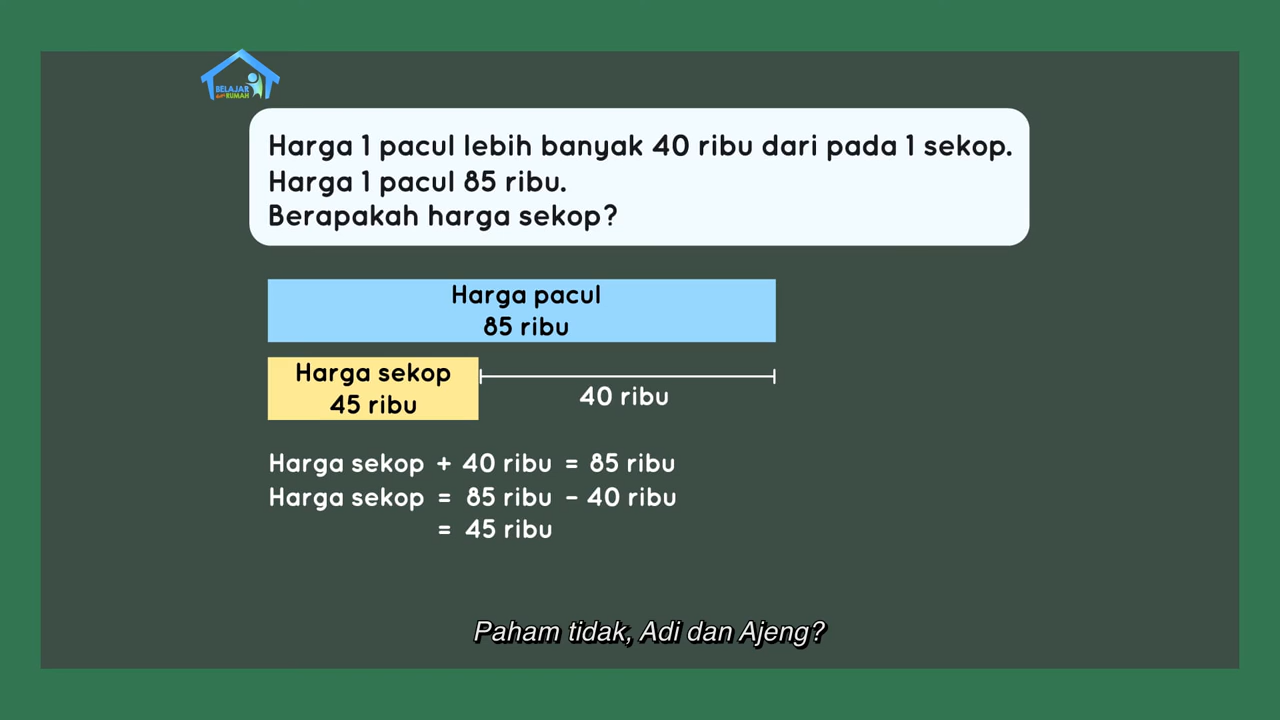 BELAJAR
dari RUMAH
Harga 1 pacul lebih banyak 40 ribu dari pada 1 sekop.
Harga 1 pacul 85 ribu.
Berapakah harga sekop?
Harga pacul
85 ribu
Harga sekop
45 ribu
40 ribu
Harga sekop + 40 ribu = 85 ribu
Harga sekop = 85 ribu - 40 ribu
= 45 ribu
Paham tidak, Adi dan Ajeng?